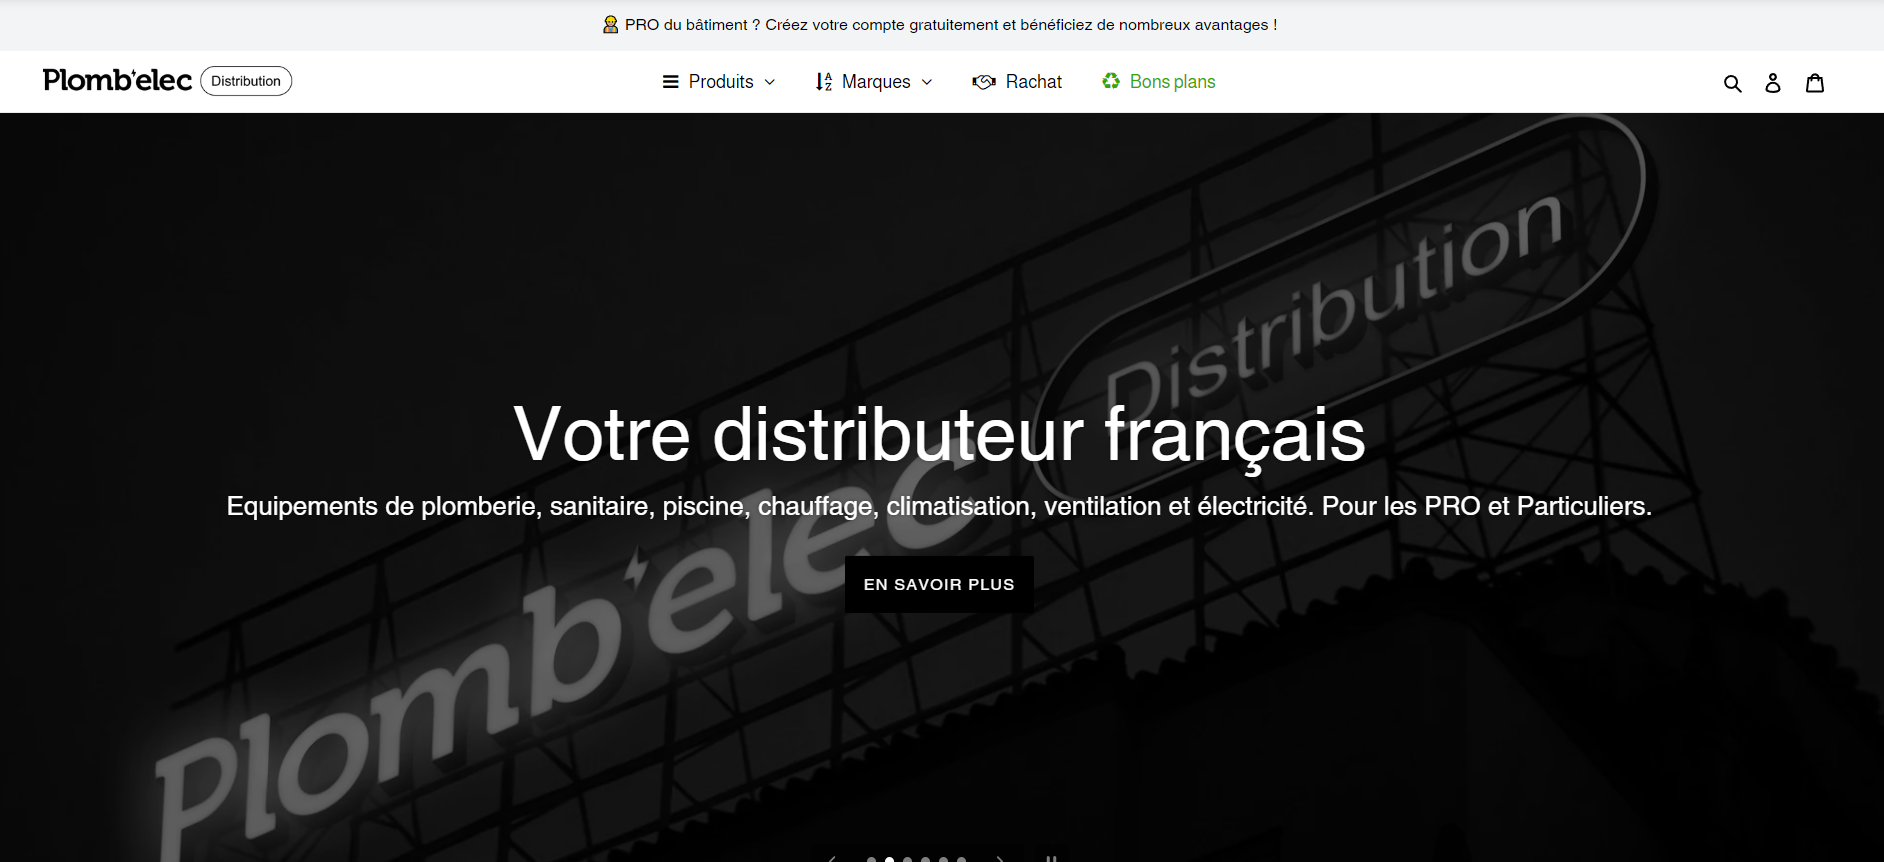 PRO du bâtiment ? Créez votre compte gratuitement et bénéficiez de nombreux avantages !
Plomb'elec Distribution
Produits
Marques
Rachat
Bons plans
Distribution
Votre distributeur français
Equipements de plomberie, sanitaire, piscine, chauffage, climatisation, ventilation et électricité. Pour les PRO et Particuliers.
EN SAVOIR PLUS
Plomb'elec